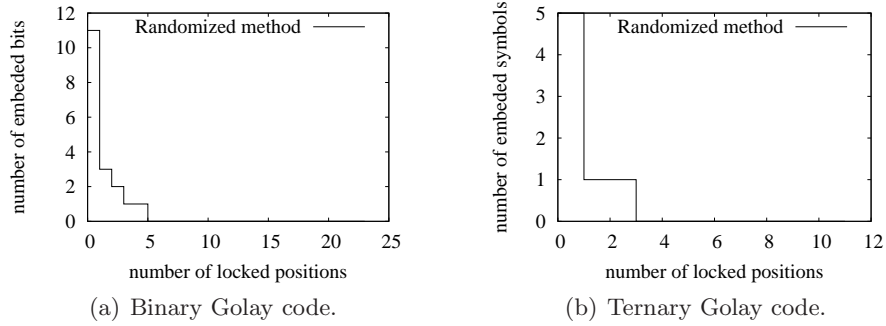 number of embeded bits
12
10
8
6
4
2
0
Randomized method
0 5 10 15 20 25
number of locked positions
(a) Binary Golay code.
number of embeded symbols
5
4
3
2
1
0
Randomized method
0 2 4 6 8 10 12
number of locked positions
(b) Ternary Golay code.